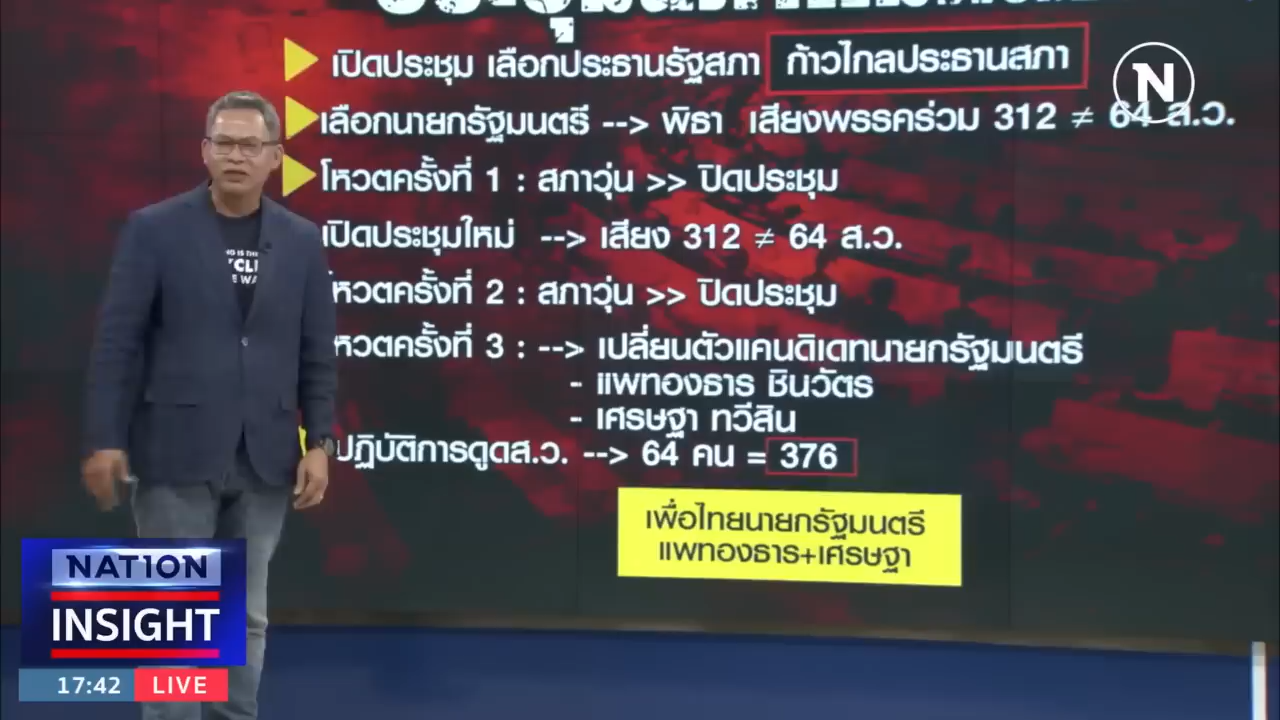 เปิดประชุม เลือกประธานรัฐสภา ก้าวไกลประธานสภา
เลือกนายกรัฐมนตรี --> พิธา เสียงพรรคร่วม 312 ≠ 64 ส.ว.
โหวตครั้งที่ 1 : สภาวุ่น >> ปิดประชุม
เปิดประชุมใหม่ --> เสียง 312 ≠ 64 ส.ว.
โหวตครั้งที่ 2 : สภาวุ่น >> ปิดประชุม
โหวตครั้งที่ 3 : --> เปลี่ยนตัวแคนดิเดทนายกรัฐมนตรี
- แพทองธาร ชินวัตร
- เศรษฐา ทวีสิน
ปฏิบัติการดูดส.ว. --> 64 คน = 376
เพื่อไทยนายกรัฐมนตรี
แพทองธาร+เศรษฐา
N
NATION
INSIGHT
17:42 LIVE